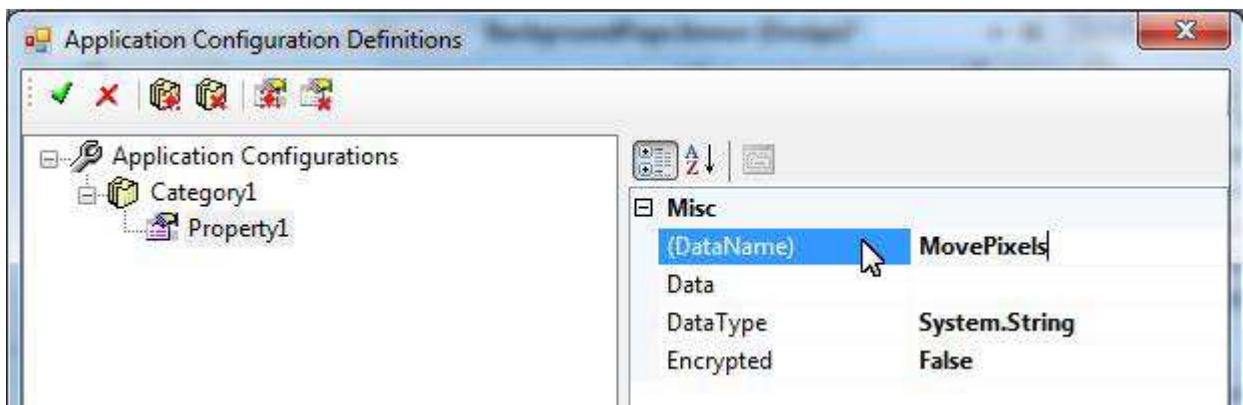 Application Configuration Definitions
Application Configurations
Category1
Property1
Misc
(DataName) MovePixels
Data
DataType System.String
Encrypted False